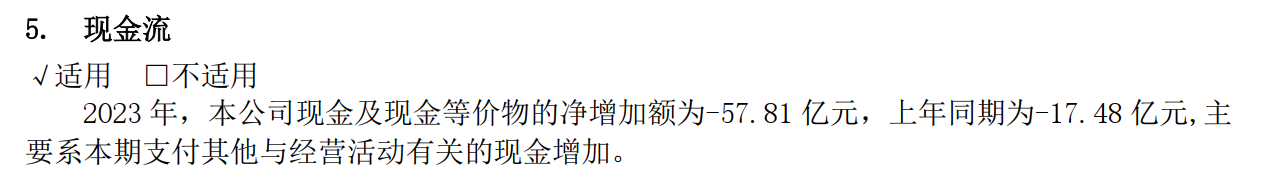 5. 现金流
√适用 □不适用
2023 年，本公司现金及现金等价物的净增加额为-57.81 亿元，上年同期为-17.48 亿元,主
要系本期支付其他与经营活动有关的现金增加。